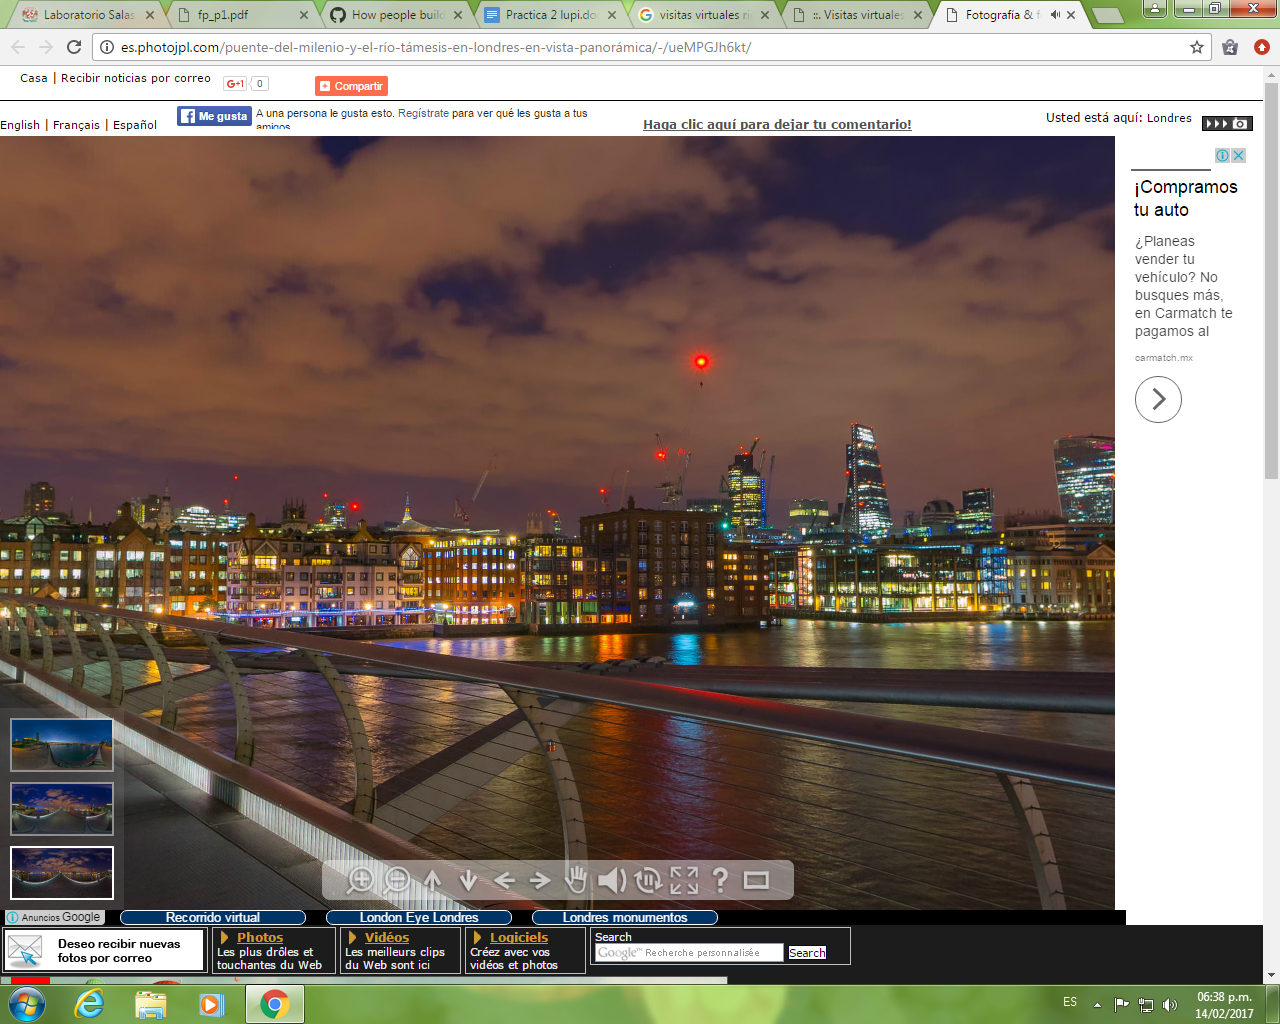 Laboratorio Salas
fp_p1.pdf
How people build
Practica 2 lupi.do
visitas virtuales
::. Visitas virtuales
Fotografía &
es.photojpl.com/puente-del-milenio-y-el-río-támesis-en-londres-en-vista-panorámica/-/ueMPGJh6kt/
Casa | Recibir noticias por correo
G+1 0
Compartir
English | Français | Español
Me gusta
A una persona le gusta esto. Regístrate para ver qué les gusta a tus
amigos.
Haga clic aquí para dejar tu comentario!
Usted está aquí: Londres
¡Compramos
tu auto
¿Planeas
vender tu
vehículo? No
busques más,
en Carmatch te
pagamos al
carmatch.mx
Anuncios Google
Recorrido virtual
London Eye Londres
Londres monumentos
Deseo recibir nuevas
fotos por correo
Photos
Les plus drôles et
touchantes du Web
Vidéos
Les meilleurs clips
du Web sont ici
Logiciels
Créez avec vos
vidéos et photos
Search
Google™ Recherche personnalisée
Search
ES
06:38 p.m.
14/02/2017